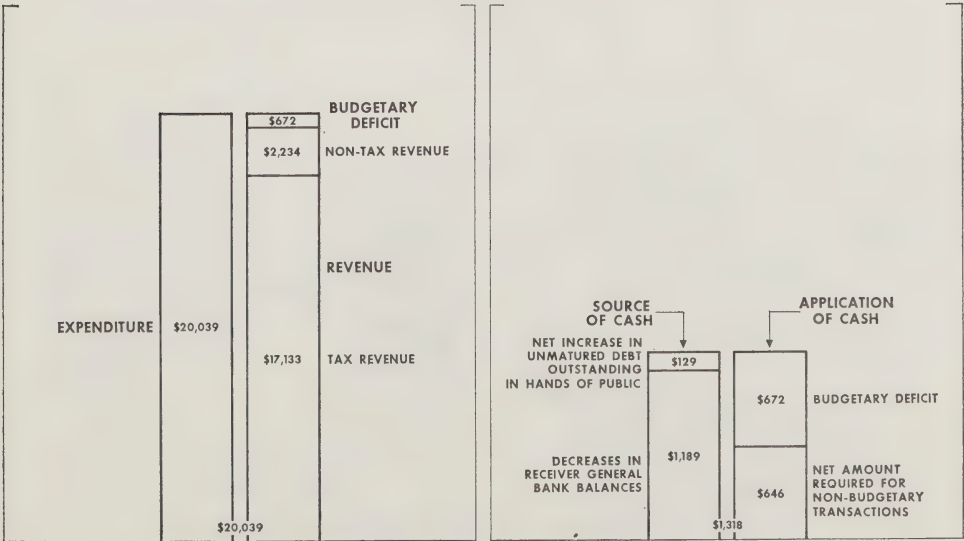 BUDGETARY
DEFICIT
$672
$2,234
NON-TAX REVENUE
REVENUE
EXPENDITURE
$20,039
$17,133
TAX REVENUE
$20,039
SOURCE
OF CASH
APPLICATION
OF CASH
NET INCREASE IN
UNMATURED DEBT
OUTSTANDING
IN HANDS OF PUBLIC
$129
$672
BUDGETARY DEFICIT
DECREASES IN
RECEIVER GENERAL
BANK BALANCES
$1,189
$646
NET AMOUNT
REQUIRED FOR
NON-BUDGETARY
TRANSACTIONS
$1,318